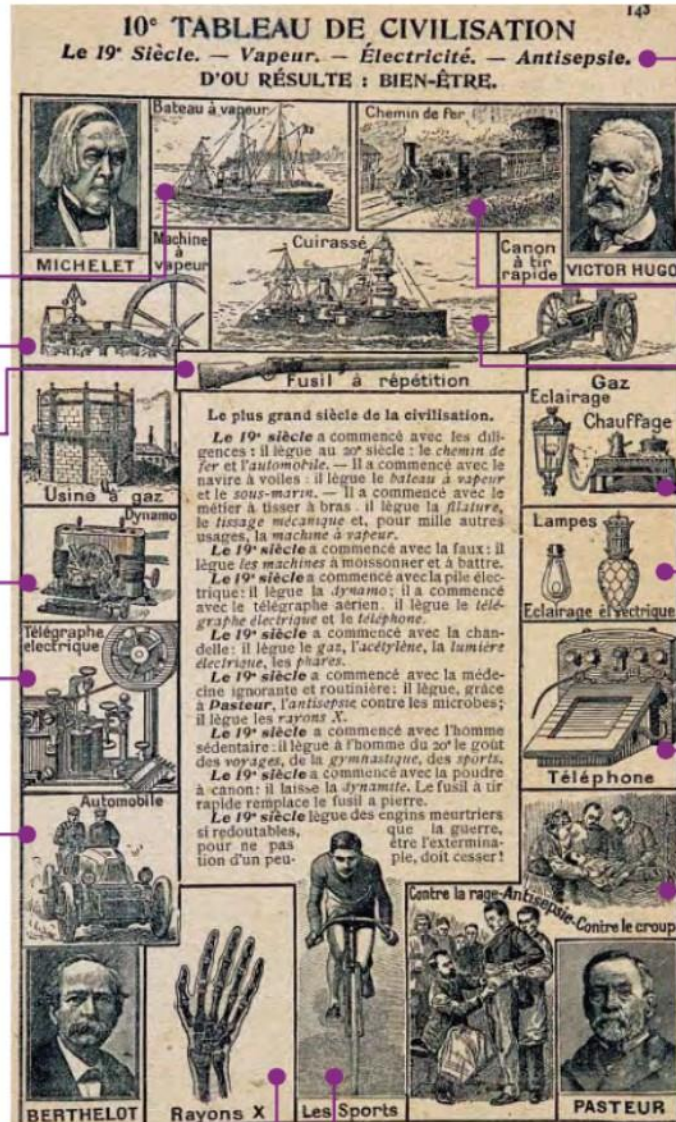 143
10e TABLEAU DE CIVILISATION
Le 19e Siècle. — Vapeur. — Électricité. — Antisepsie.
D'OU RÉSULTE : BIEN-ÊTRE.
Bateau à vapeur
Chemin de fer
MICHELET
VICTOR HUGO
Machine
à
vapeur
Cuirassé
Canon
à tir
rapide
Fusil à répétition
Usine à gaz
Gaz
Eclairage
Chauffage
Dynamo
Lampes
Eclairage électrique
Télégraphe
électrique
Téléphone
Automobile
Le plus grand siècle de la civilisation.
Le 19e siècle a commencé avec les dili-
gences : il lègue au 20e siècle : le chemin de
fer et l'automobile. — Il a commencé avec le
navire à voiles : il lègue le bateau à vapeur
et le sous-marin. — Il a commencé avec le
métier à tisser à bras. il lègue la filature,
le tissage mécanique et, pour mille autres
usages, la machine à vapeur.
Le 19e siècle a commencé avec la faux : il
lègue les machines à moissonner et à battre.
Le 19e siècle a commencé avec la pile élec-
trique : il lègue la dynamo ; il a commencé
avec le télégraphe aérien. il lègue le télé-
graphe électrique et le téléphone.
Le 19e siècle a commencé avec la chan-
delle : il lègue le gaz, l'acétylène, la lumière
électrique, les phares.
Le 19e siècle a commencé avec la méde-
cine ignorante et routinière : il lègue, grâce
à Pasteur, l'antisepsie contre les microbes ;
il lègue les rayons X.
Le 19e siècle a commencé avec l'homme
sédentaire : il lègue à l'homme du 20e le goût
des voyages, de la gymnastique, des sports.
Le 19e siècle a commencé avec la poudre
à canon : il laisse la dynamite. Le fusil à tir
rapide remplace le fusil a pierre.
Le 19e siècle lègue des engins meurtriers
si redoutables, que la guerre,
pour ne pas être l'extermina-
tion d'un peu- ple, doit cesser !
Contre la rage-Antisepsie-Contre le croup
BERTHELOT
Rayons X
Les Sports
PASTEUR